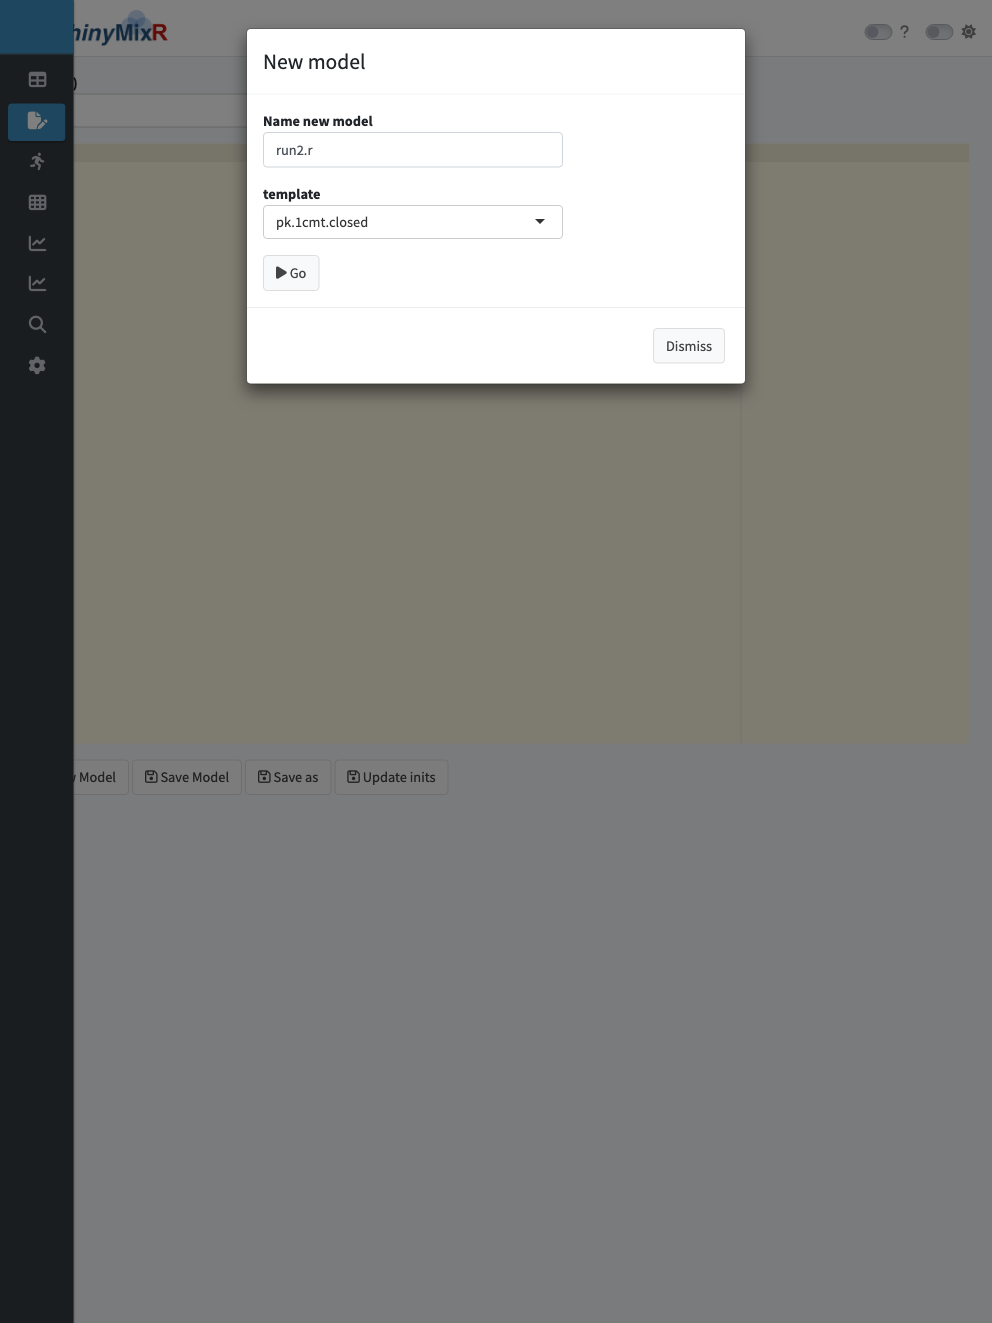 hinyMixR
?
)
New model
Name new model
run2.r
template
pk.1cmt.closed
Go
Dismiss
Model
Save Model
Save as
Update inits